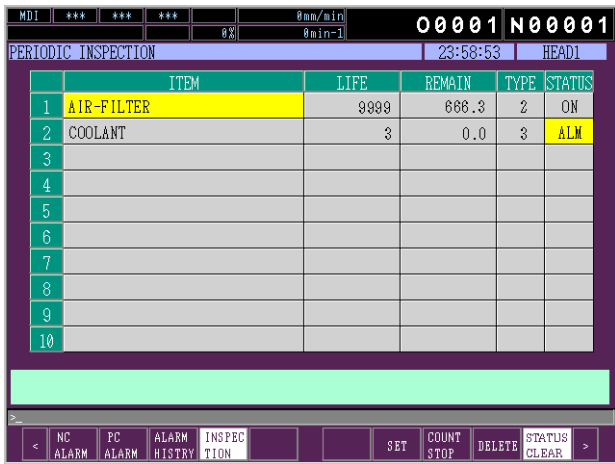 MDI *** *** *** 0mm/min O0001 N00001
0% 0min-1
PERIODIC INSPECTION 23:58:53 HEAD1
ITEM LIFE REMAIN TYPE STATUS
1 AIR-FILTER 9999 666.3 2 ON
2 COOLANT 3 0.0 3 ALM
3
4
5
6
7
8
9
10
>_
< NC PC ALARM INSPEC SET COUNT DELETE STATUS >
ALARM ALARM HISTRY TION STOP CLEAR